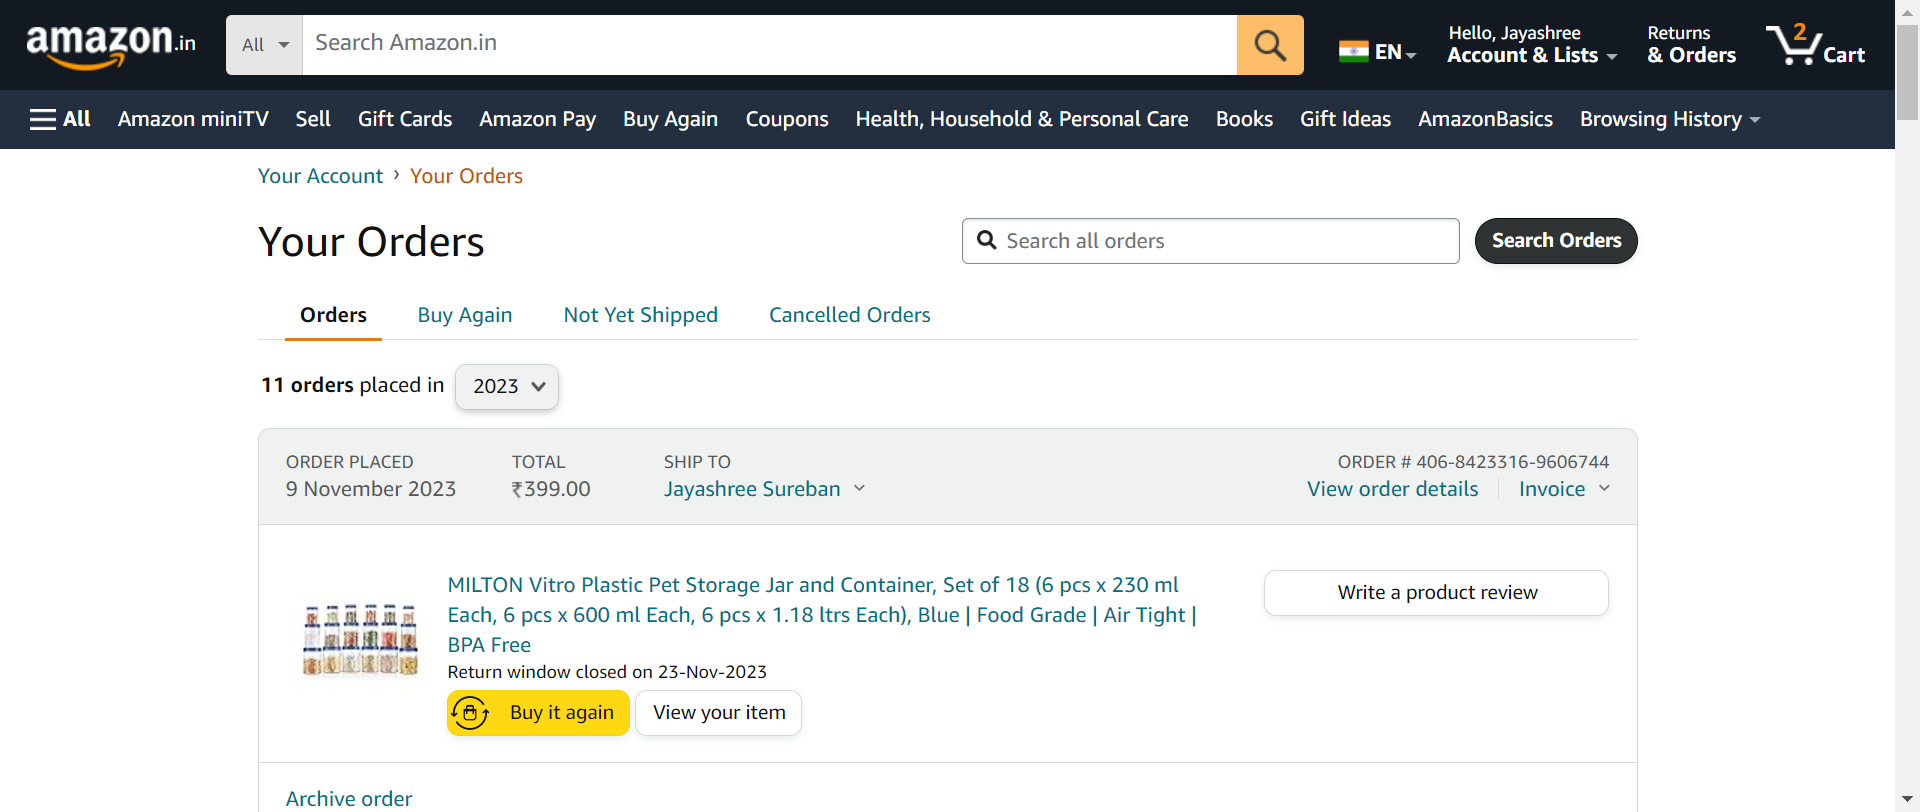 amazon.in
All
Search Amazon.in
EN
Hello, Jayashree
Account & Lists
Returns
& Orders
2
Cart
All Amazon miniTV Sell Gift Cards Amazon Pay Buy Again Coupons Health, Household & Personal Care Books Gift Ideas AmazonBasics Browsing History
Your Account › Your Orders
Your Orders
Search all orders
Search Orders
Orders Buy Again Not Yet Shipped Cancelled Orders
11 orders placed in 2023
ORDER PLACED
9 November 2023
TOTAL
₹399.00
SHIP TO
Jayashree Sureban
ORDER # 406-8423316-9606744
View order details Invoice
MILTON Vitro Plastic Pet Storage Jar and Container, Set of 18 (6 pcs x 230 ml
Each, 6 pcs x 600 ml Each, 6 pcs x 1.18 ltrs Each), Blue | Food Grade | Air Tight |
BPA Free
Return window closed on 23-Nov-2023
Buy it again View your item
Write a product review
Archive order